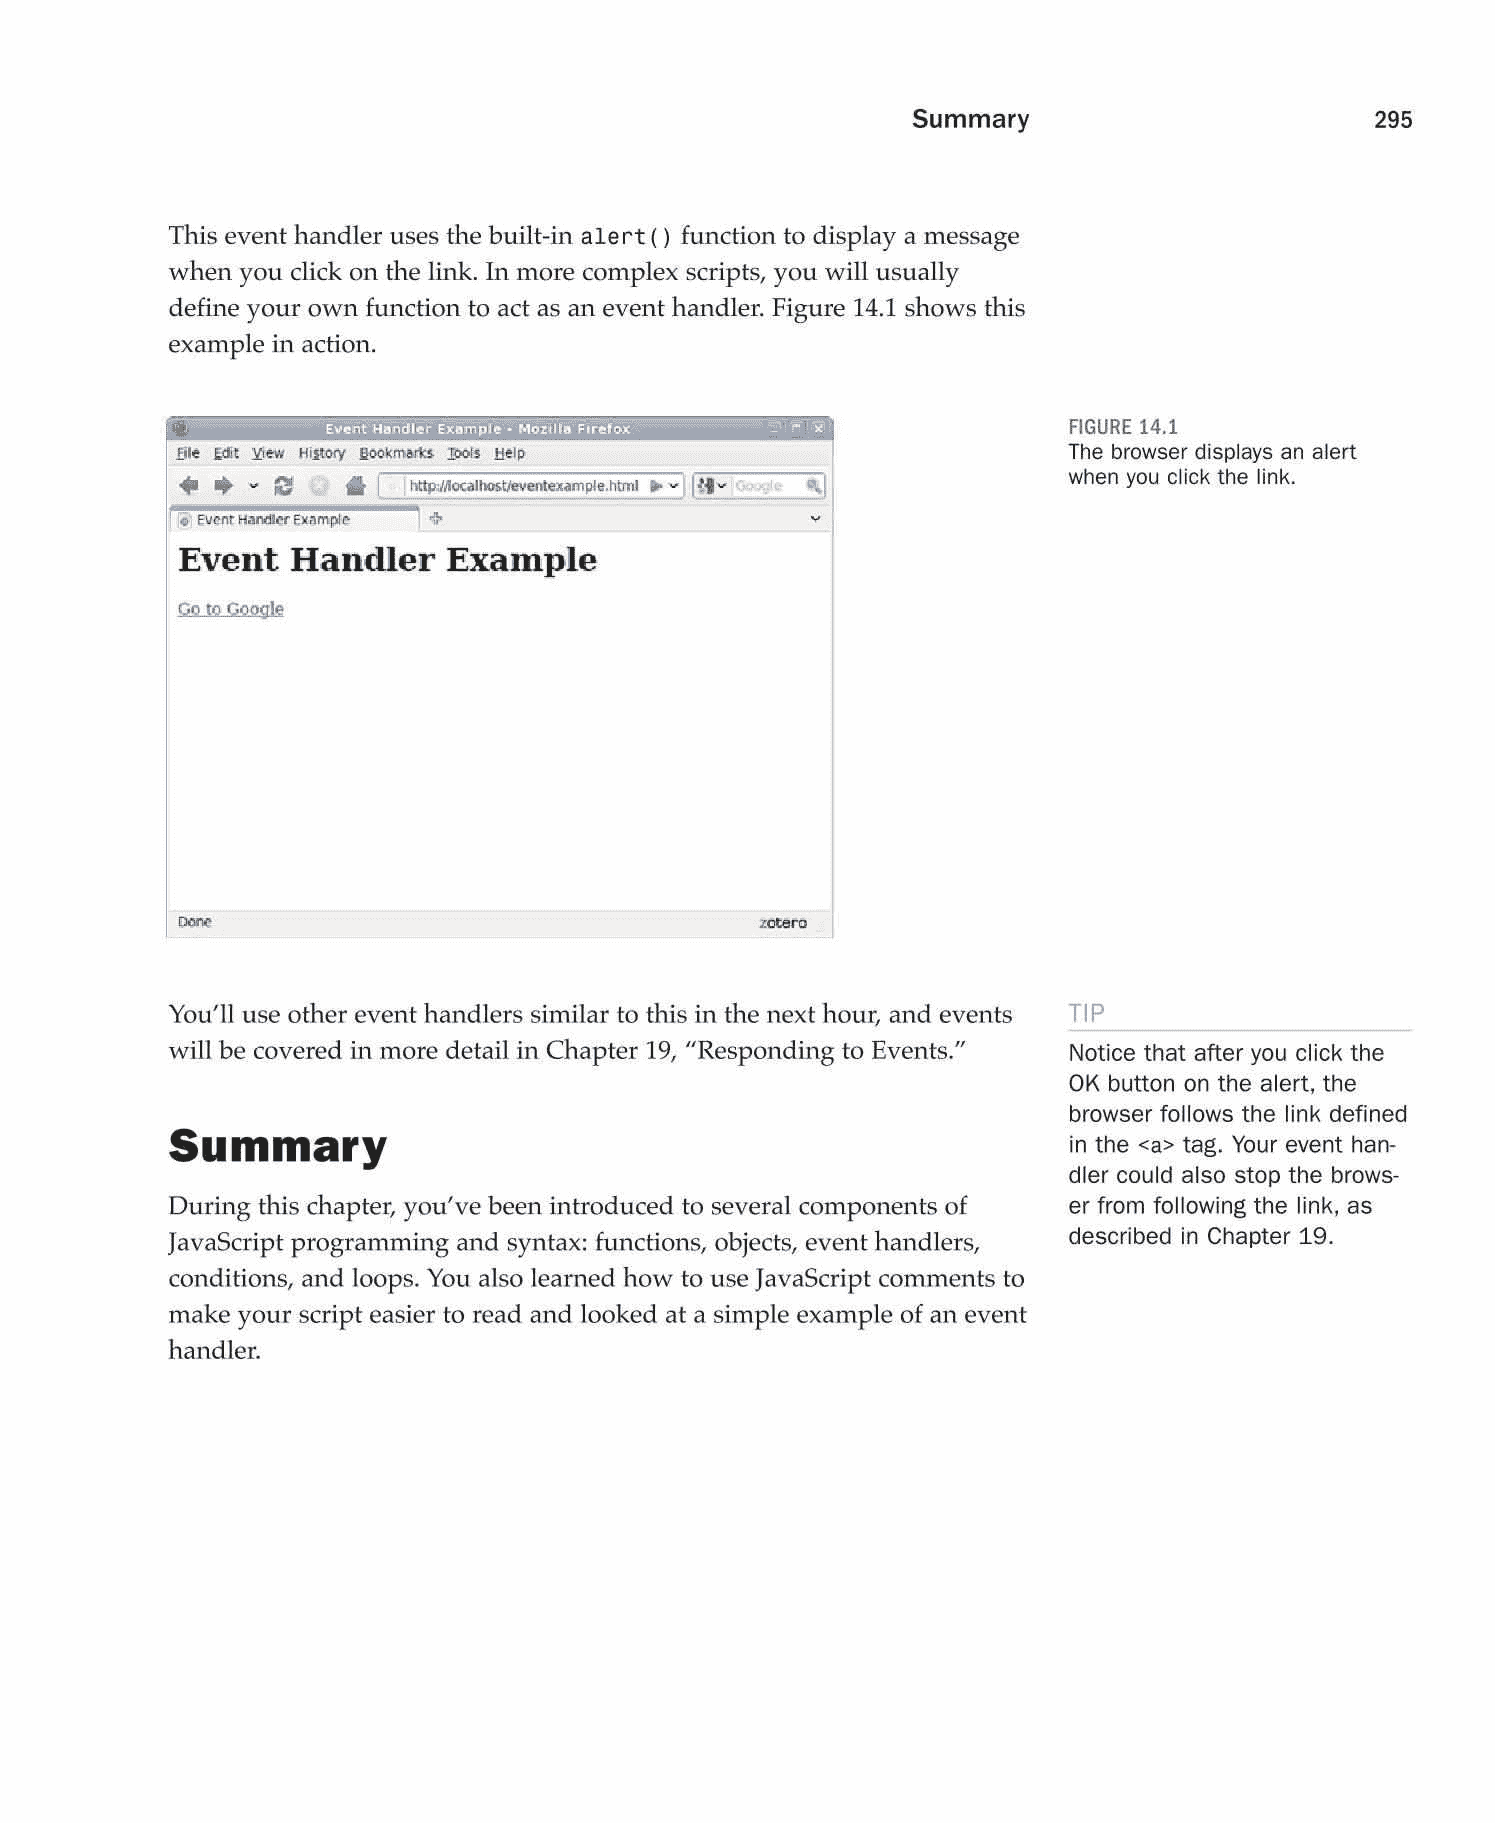 Summary 295
This event handler uses the built-in alert() function to display a message
when you click on the link. In more complex scripts, you will usually
define your own function to act as an event handler. Figure 14.1 shows this
example in action.
Event Handler Example - Mozilla Firefox
File Edit View History Bookmarks Tools Help
http://localhost/eventexample.html Google
Event Handler Example
Event Handler Example
Go to Google
Done zotero
FIGURE 14.1
The browser displays an alert
when you click the link.
You’ll use other event handlers similar to this in the next hour, and events
will be covered in more detail in Chapter 19, “Responding to Events.”
TIP
Notice that after you click the
OK button on the alert, the
browser follows the link defined
in the <a> tag. Your event han-
dler could also stop the brows-
er from following the link, as
described in Chapter 19.
Summary
During this chapter, you’ve been introduced to several components of
JavaScript programming and syntax: functions, objects, event handlers,
conditions, and loops. You also learned how to use JavaScript comments to
make your script easier to read and looked at a simple example of an event
handler.